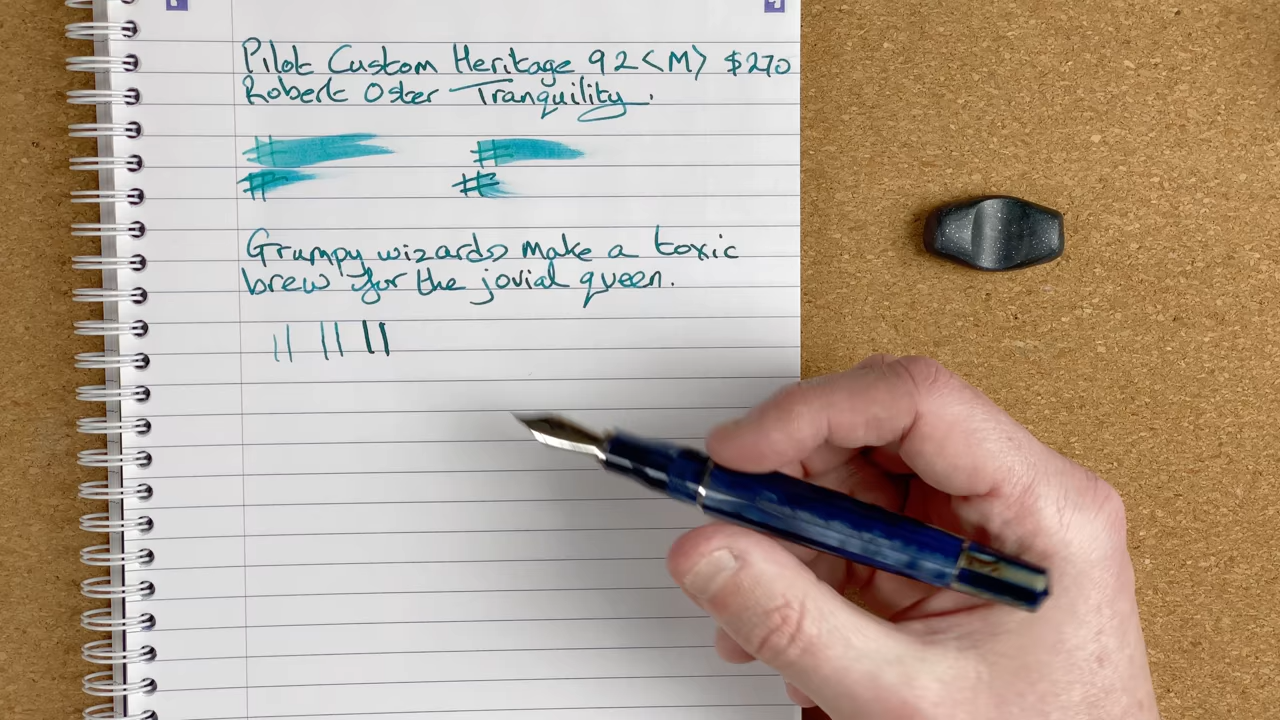 Pilot Custom Heritage 92 <M> $270
Robert Oster Tranquility.
Grumpy wizards make a toxic
brew for the jovial queen.